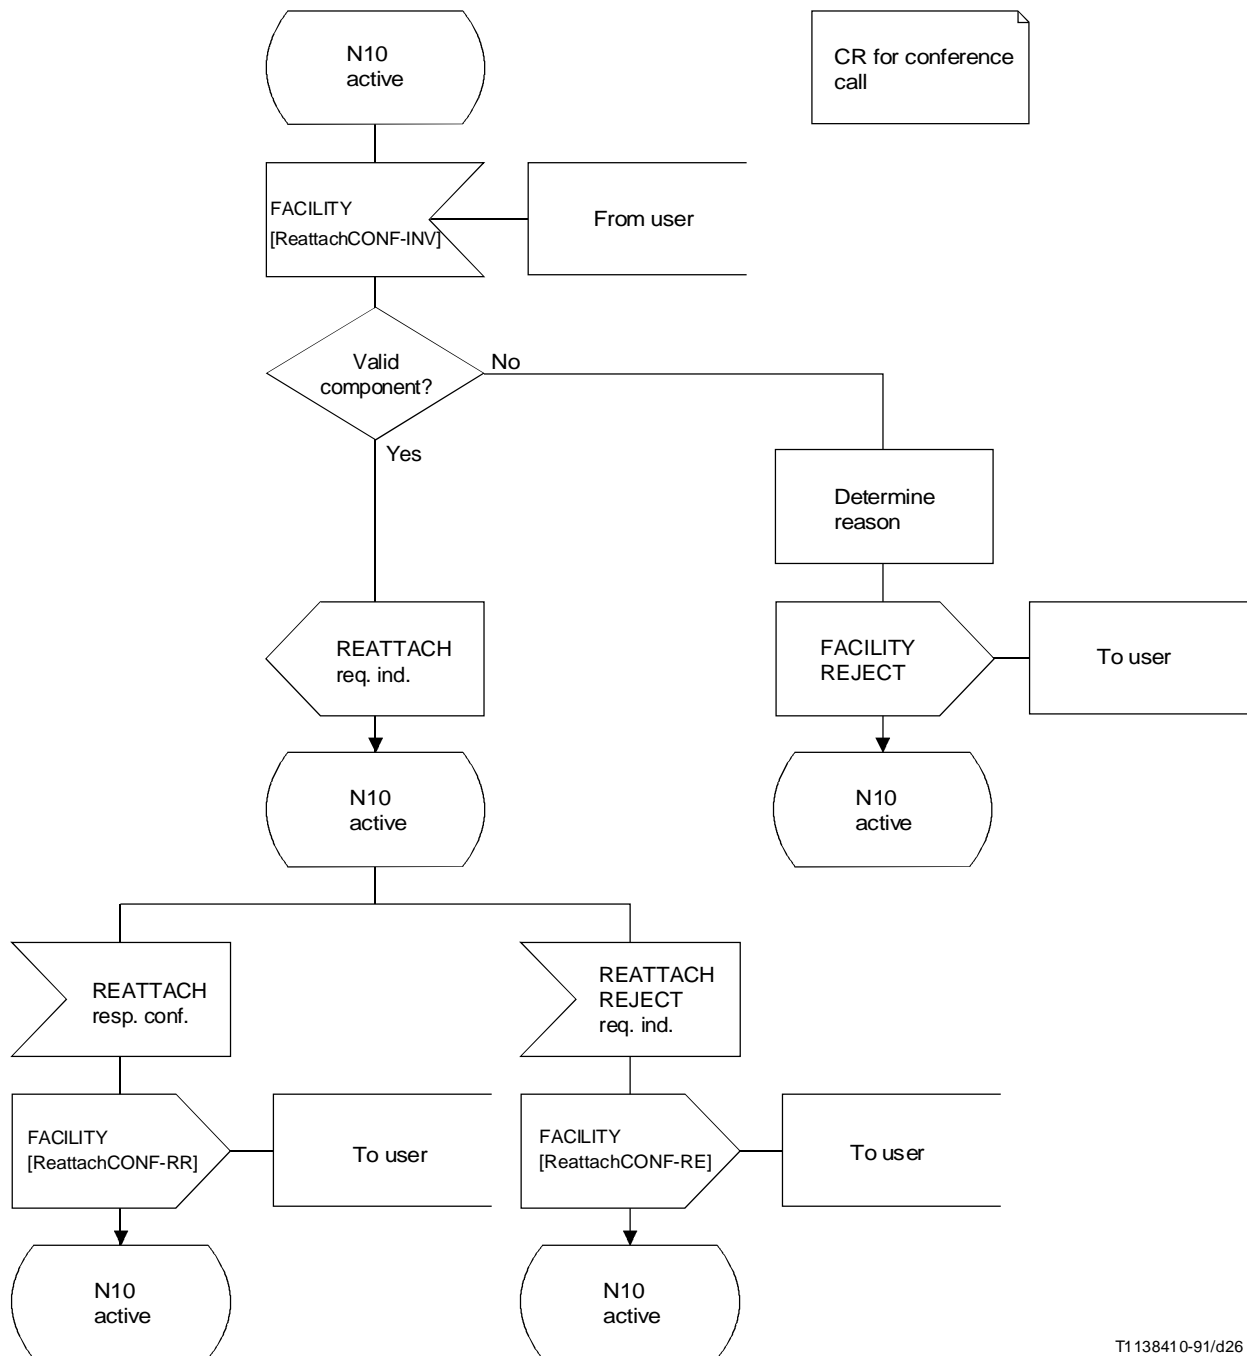 N10
active
CR for conference
call
FACILITY
[ReattachCONF-INV]
From user
Valid
component?
No
Yes
Determine
reason
REATTACH
req. ind.
FACILITY
REJECT
To user
N10
active
N10
active
REATTACH
resp. conf.
REATTACH
REJECT
req. ind.
FACILITY
[ReattachCONF-RR]
To user
FACILITY
[ReattachCONF-RE]
To user
N10
active
N10
active
T1138410-91/d26